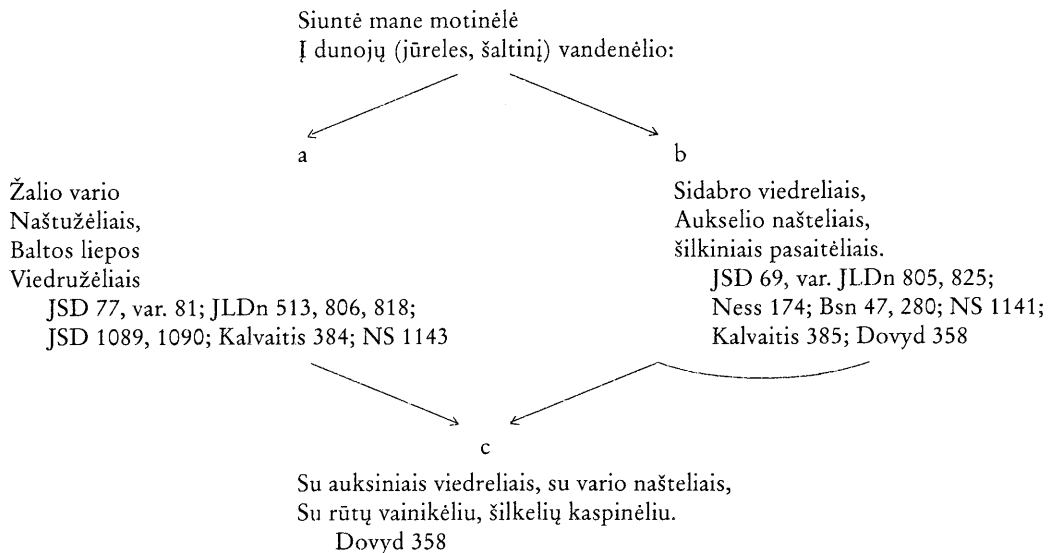 Siuntė mane motinėlė
Į dunojų (jūreles, šaltinį) vandenėlio:
a
Žalio vario
Naštužėliais,
Baltos liepos
Viedružėliais
JSD 77, var. 81; JLDn 513, 806, 818;
JSD 1089, 1090; Kalvaitis 384; NS 1143
b
Sidabro viedreliais,
Aukselio našteliais,
šilkiniais pasaitėliais.
JSD 69, var. JLDn 805, 825;
Ness 174; Bsn 47, 280; NS 1141;
Kalvaitis 385; Dovyd 358
c
Su auksiniais viedreliais, su vario našteliais,
Su rūtų vainikėliu, šilkelių kaspinėliu.
Dovyd 358